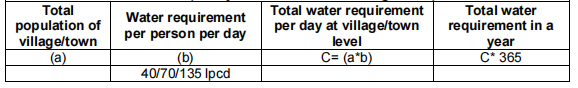 Total population of village/town
Water requirement per person per day
Total water requirement per day at village/town level
Total water requirement in a year
(a)
(b)
C= (a*b)
C* 365
40/70/135 lpcd